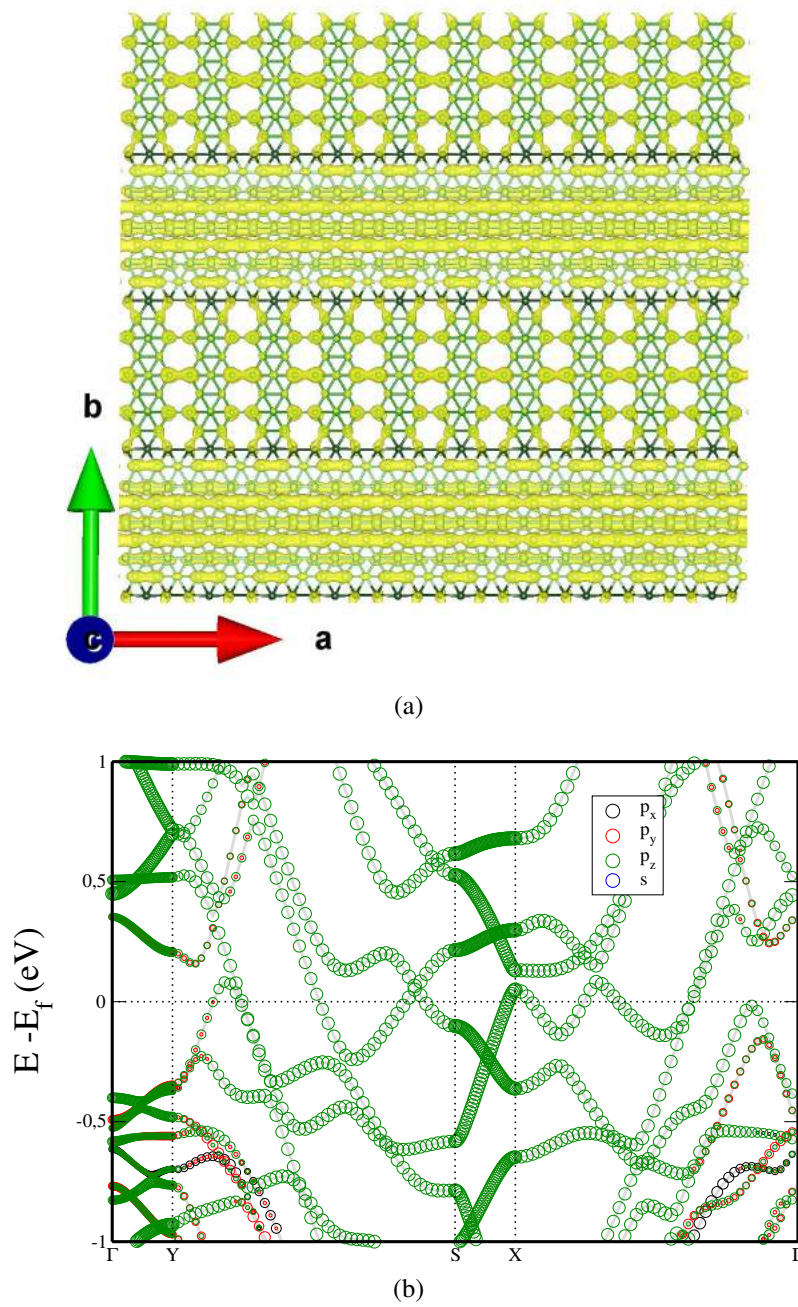 b
c
a
(a)
E -E_f (eV)
1
0.5
0
-0.5
-1
p_x
p_y
p_z
s
Γ Y S X Γ
(b)